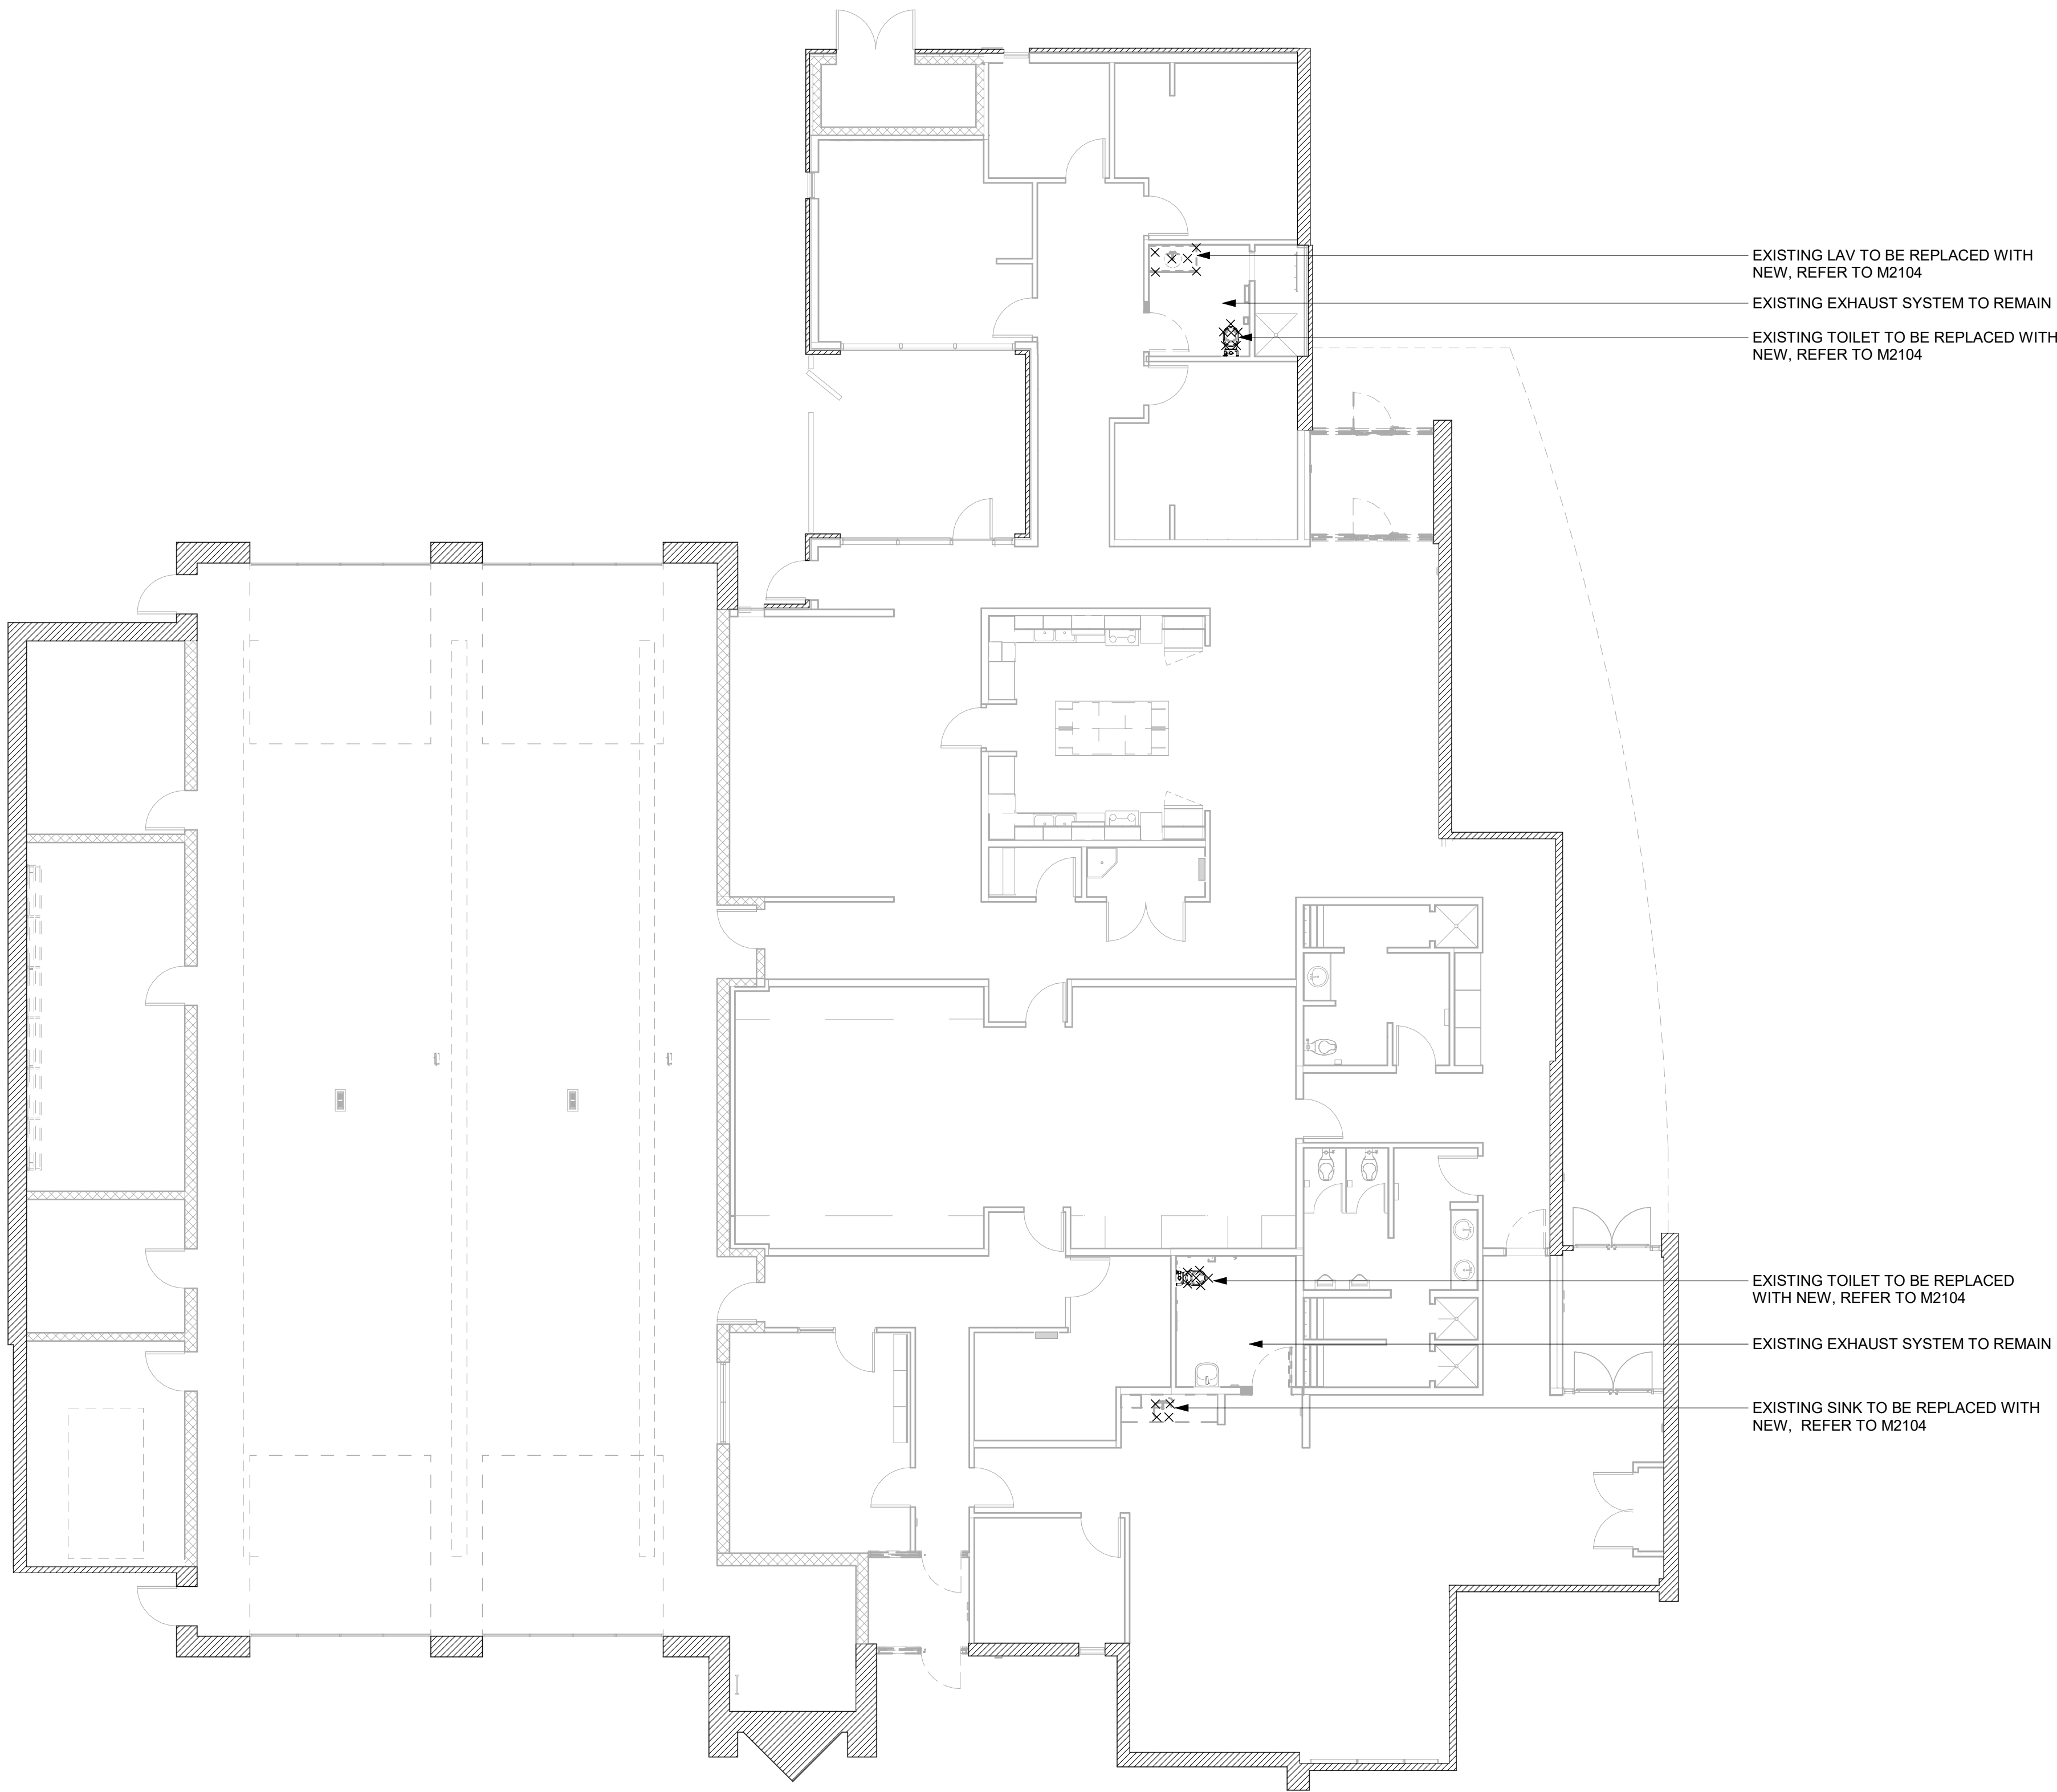 EXISTING LAV TO BE REPLACED WITH
NEW, REFER TO M2104
EXISTING EXHAUST SYSTEM TO REMAIN
EXISTING TOILET TO BE REPLACED WITH
NEW, REFER TO M2104
EXISTING TOILET TO BE REPLACED
WITH NEW, REFER TO M2104
EXISTING EXHAUST SYSTEM TO REMAIN
EXISTING SINK TO BE REPLACED WITH
NEW, REFER TO M2104